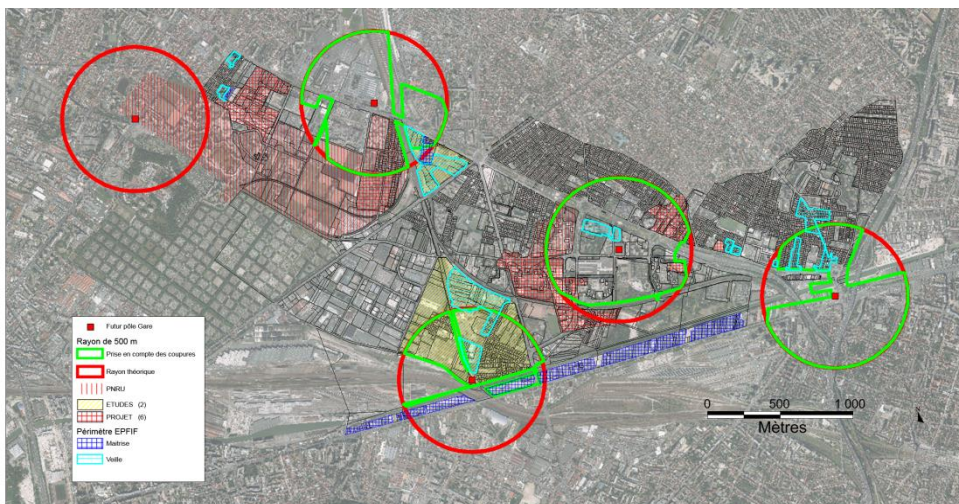 Futur pôle Gare
Rayon de 500 m
Prise en compte des coupures
Rayon théorique
PNRU
ETUDES (2)
PROJET (6)
Périmètre EPFIF
Maitrise
Veille
0 500 1 000
Mètres